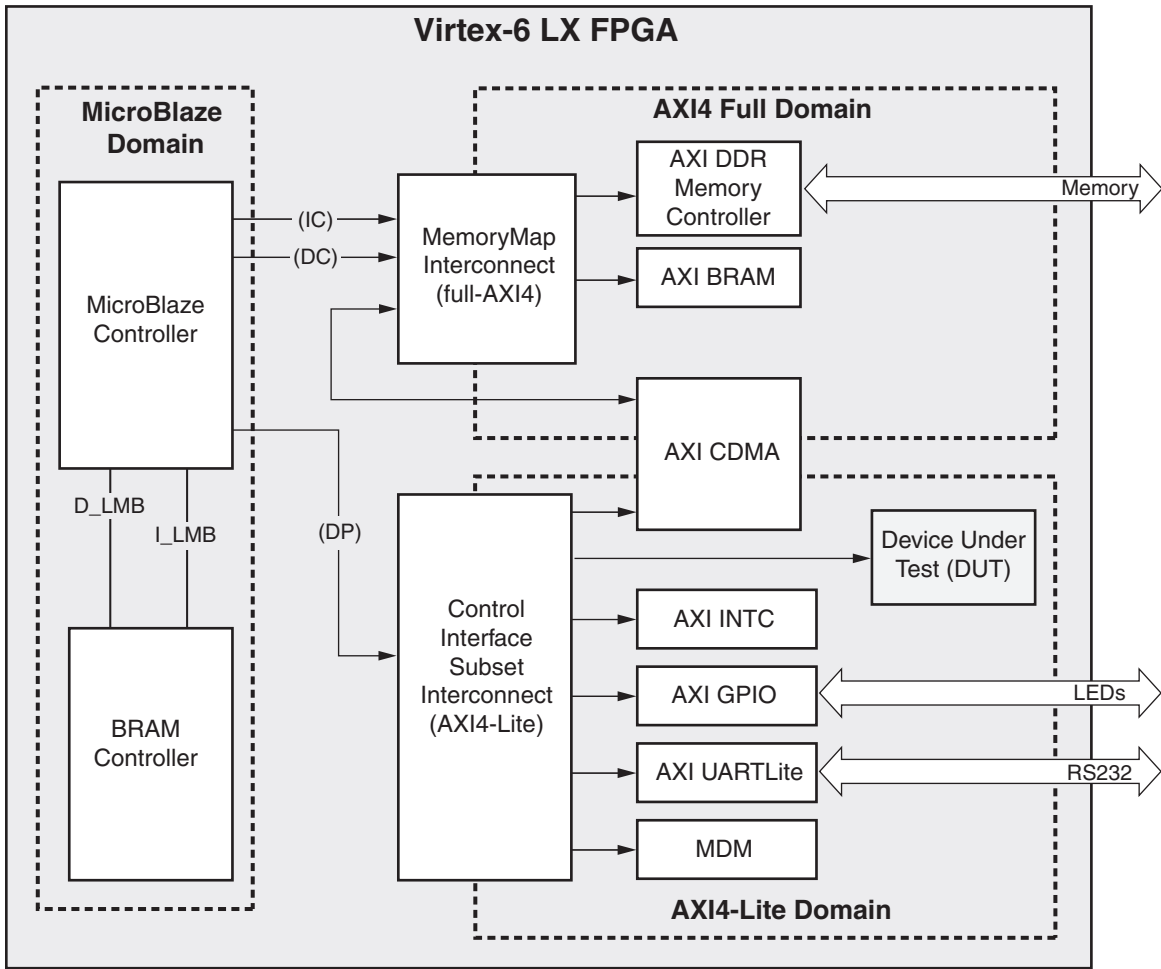 Virtex-6 LX FPGA
MicroBlaze
Domain
AXI4 Full Domain
MicroBlaze
Controller
(IC)
(DC)
MemoryMap
Interconnect
(full-AXI4)
AXI DDR
Memory
Controller
Memory
AXI BRAM
AXI CDMA
D_LMB
I_LMB
(DP)
BRAM
Controller
Control
Interface
Subset
Interconnect
(AXI4-Lite)
Device Under
Test (DUT)
AXI INTC
AXI GPIO
LEDs
AXI UARTLite
RS232
MDM
AXI4-Lite Domain